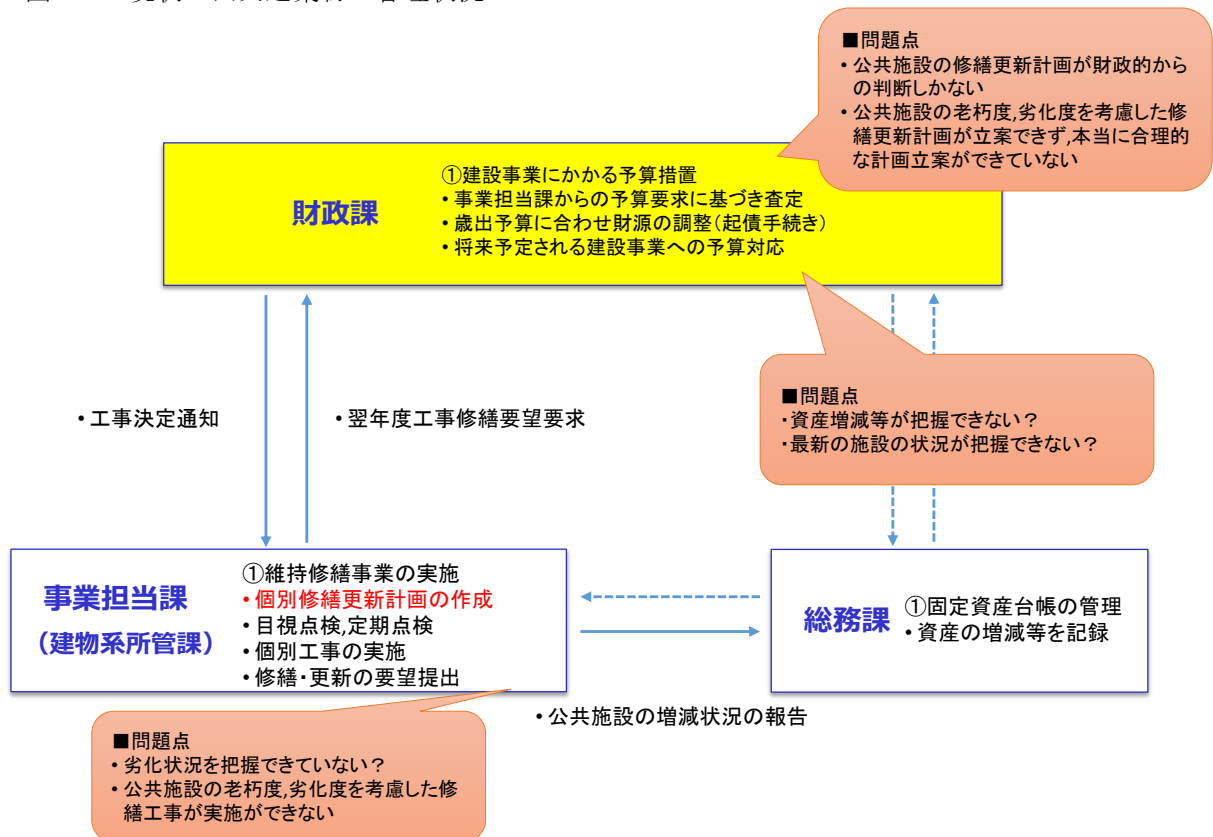 ■問題点
•公共施設の修繕更新計画が財政的から
の判断しかない
•公共施設の老朽度,劣化度を考慮した修
繕更新計画が立案できず,本当に合理的
な計画立案ができていない
財政課
①建設事業にかかる予算措置
•事業担当課からの予算要求に基づき査定
•歳出予算に合わせ財源の調整(起債手続き)
•将来予定される建設事業への予算対応
•工事決定通知
•翌年度工事修繕要望要求
■問題点
・資産増減等が把握できない?
・最新の施設の状況が把握できない?
事業担当課
(建物系所管課)
①維持修繕事業の実施
•個別修繕更新計画の作成
•目視点検,定期点検
•個別工事の実施
•修繕・更新の要望提出
総務課
①固定資産台帳の管理
•資産の増減等を記録
•公共施設の増減状況の報告
■問題点
•劣化状況を把握できていない?
•公共施設の老朽度,劣化度を考慮した修
繕工事が実施ができない